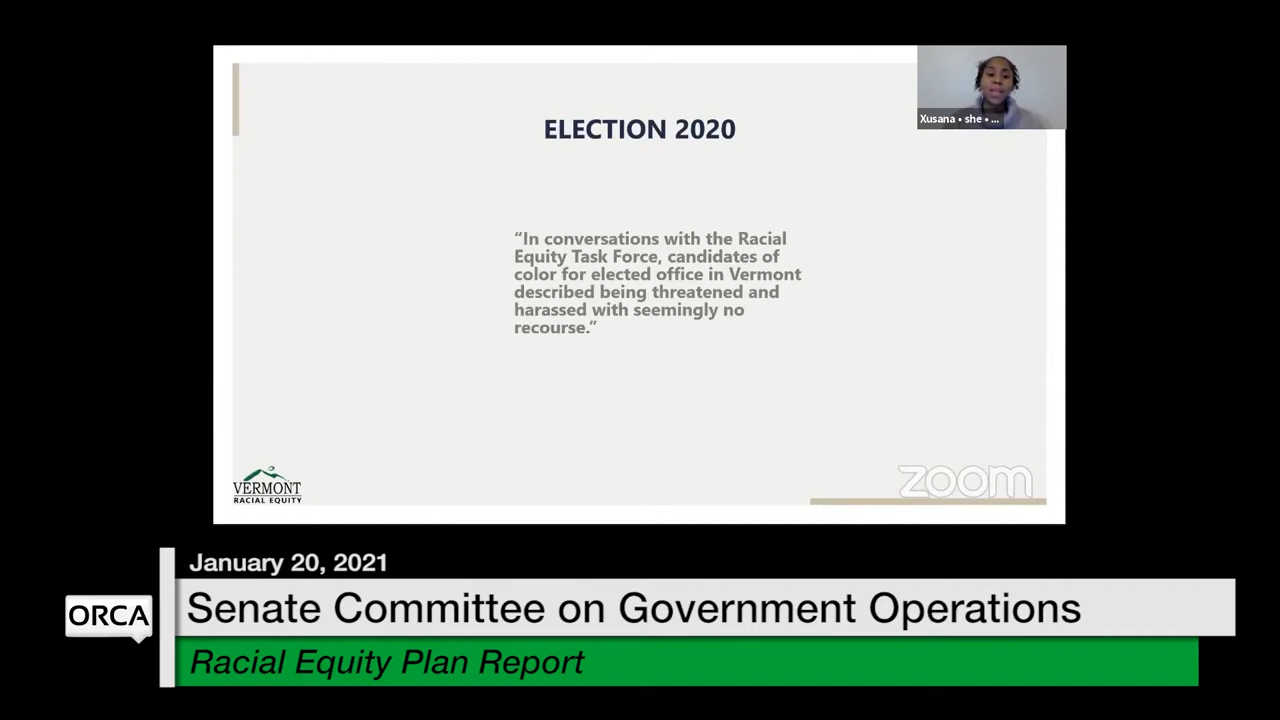 Xusana • she • ...
ELECTION 2020
“In conversations with the Racial
Equity Task Force, candidates of
color for elected office in Vermont
described being threatened and
harassed with seemingly no
recourse.”
VERMONT
RACIAL EQUITY
zoom
January 20, 2021
ORCA
Senate Committee on Government Operations
Racial Equity Plan Report